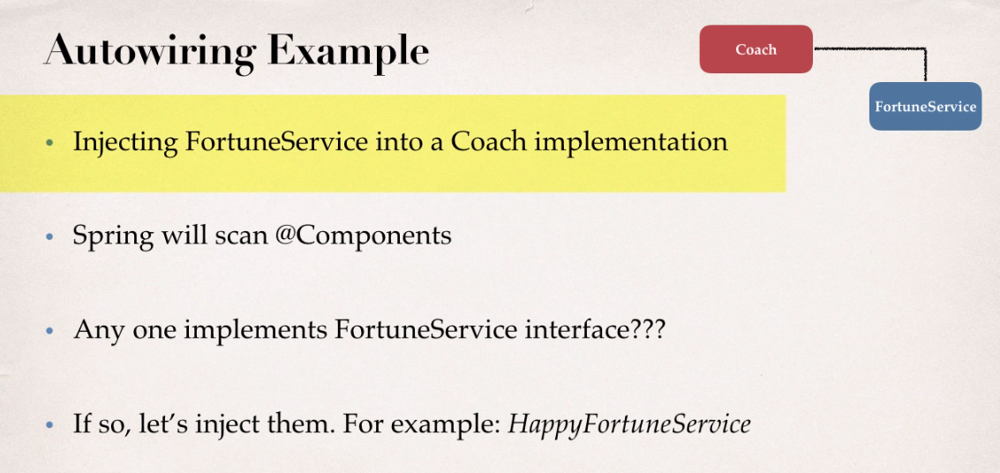 Autowiring Example
Coach
FortuneService
• Injecting FortuneService into a Coach implementation
• Spring will scan @Components
• Any one implements FortuneService interface???
• If so, let’s inject them. For example: HappyFortuneService